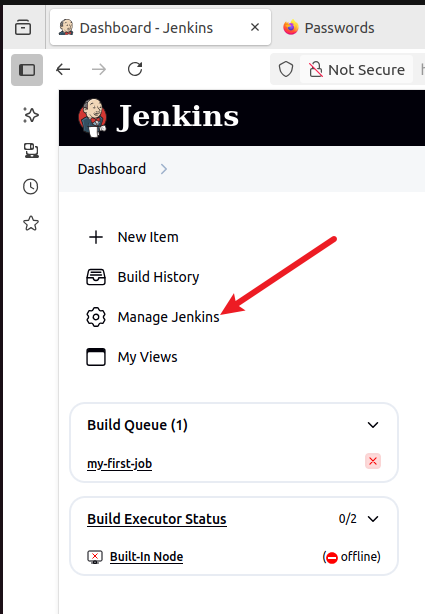 Dashboard - Jenkins
Passwords
Not Secure
Jenkins
Dashboard
New Item
Build History
Manage Jenkins
My Views
Build Queue (1)
my-first-job
Build Executor Status 0/2
Built-In Node (offline)